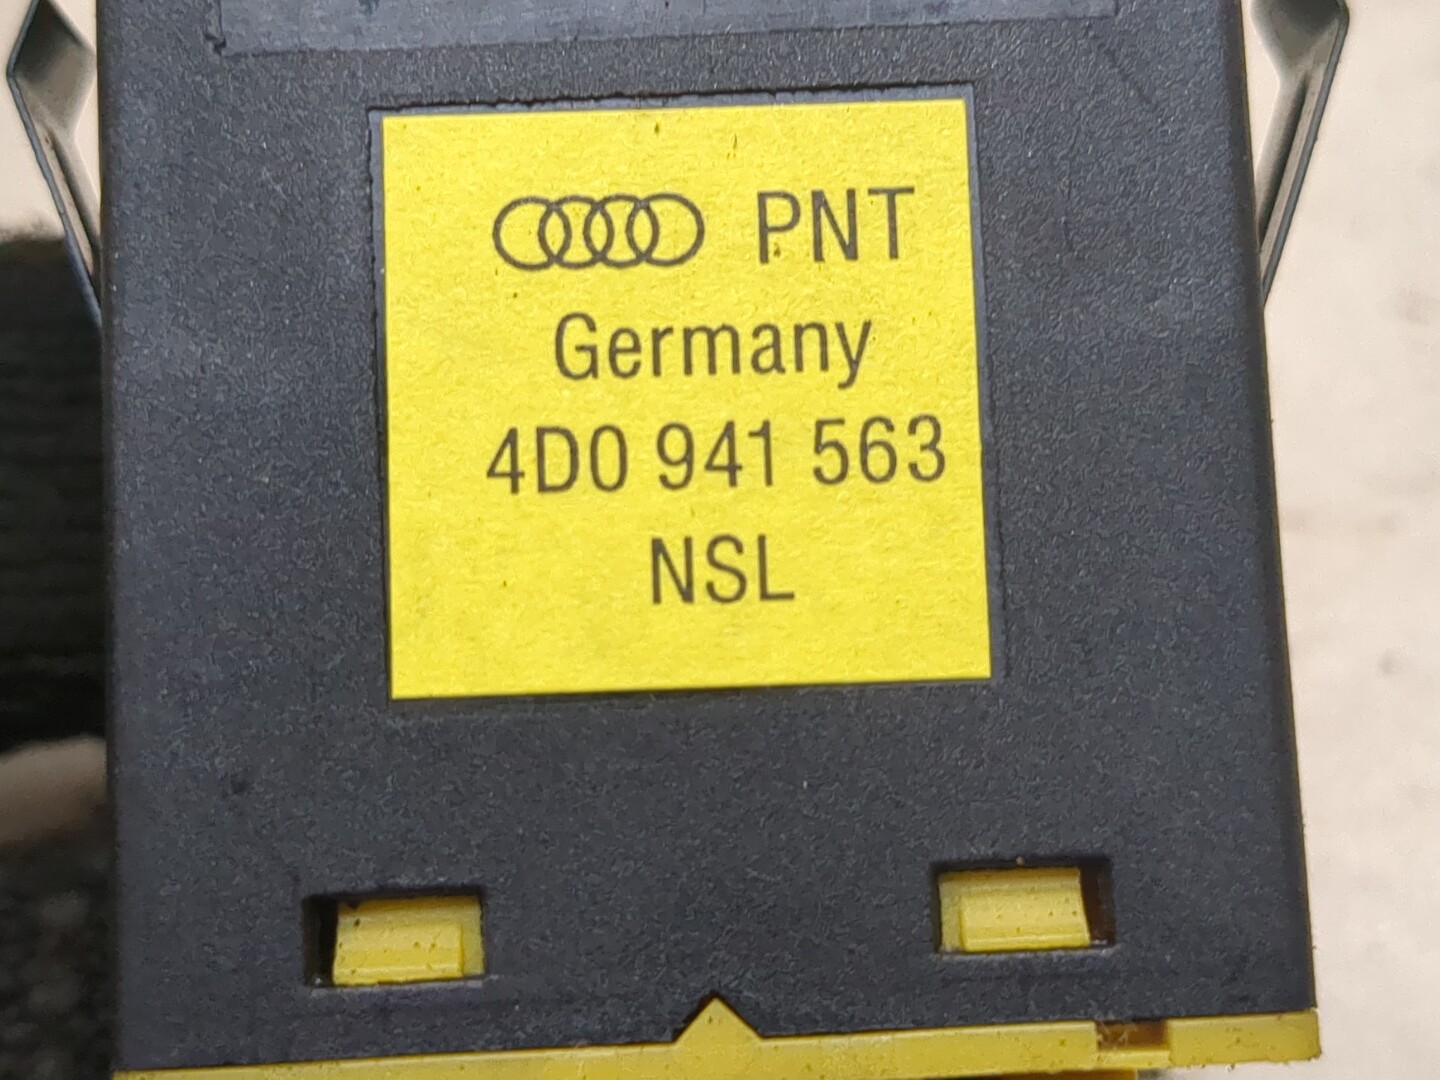 PNT
Germany
4D0 941 563
NSL